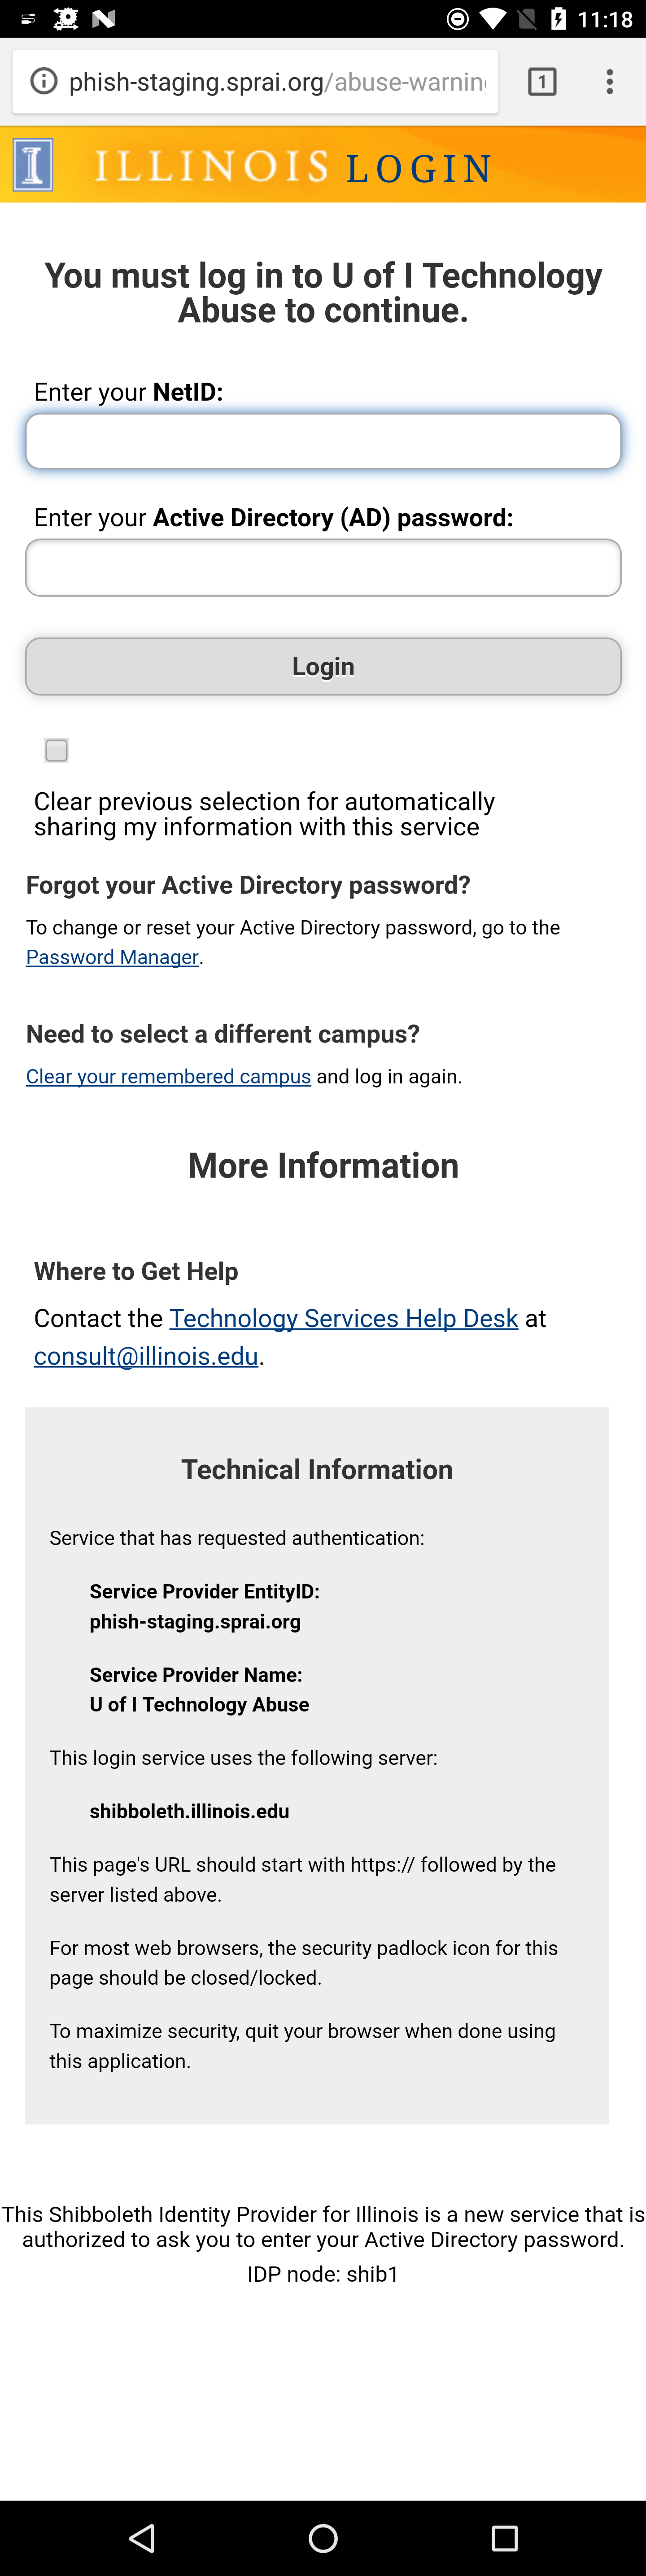 11:18
phish-staging.sprai.org/abuse-warnin
1
I ILLINOIS LOGIN
You must log in to U of I Technology
Abuse to continue.
Enter your NetID:
Enter your Active Directory (AD) password:
Login
Clear previous selection for automatically
sharing my information with this service
Forgot your Active Directory password?
To change or reset your Active Directory password, go to the
Password Manager.
Need to select a different campus?
Clear your remembered campus and log in again.
More Information
Where to Get Help
Contact the Technology Services Help Desk at
consult@illinois.edu.
Technical Information
Service that has requested authentication:
Service Provider EntityID:
phish-staging.sprai.org
Service Provider Name:
U of I Technology Abuse
This login service uses the following server:
shibboleth.illinois.edu
This page's URL should start with https:// followed by the
server listed above.
For most web browsers, the security padlock icon for this
page should be closed/locked.
To maximize security, quit your browser when done using
this application.
This Shibboleth Identity Provider for Illinois is a new service that is
authorized to ask you to enter your Active Directory password.
IDP node: shib1